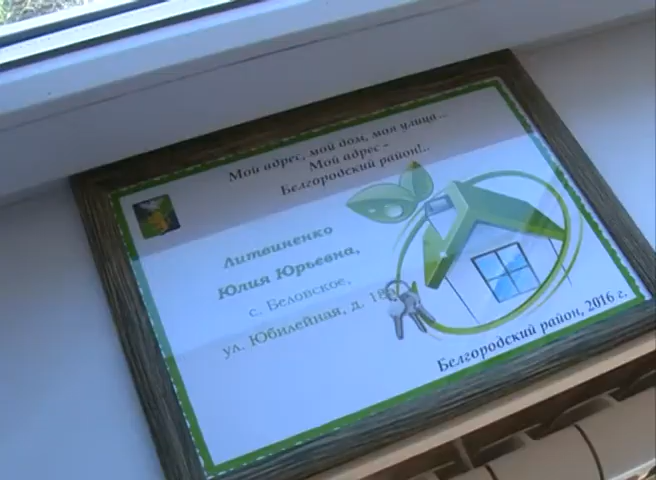 Мой адрес, мой дом, моя улица...
Мой адрес -
Белгородский район!..
Литвиненко
Юлия Юрьевна,
с. Беловское,
ул. Юбилейная, д.
Белгородский район, 2016 г.